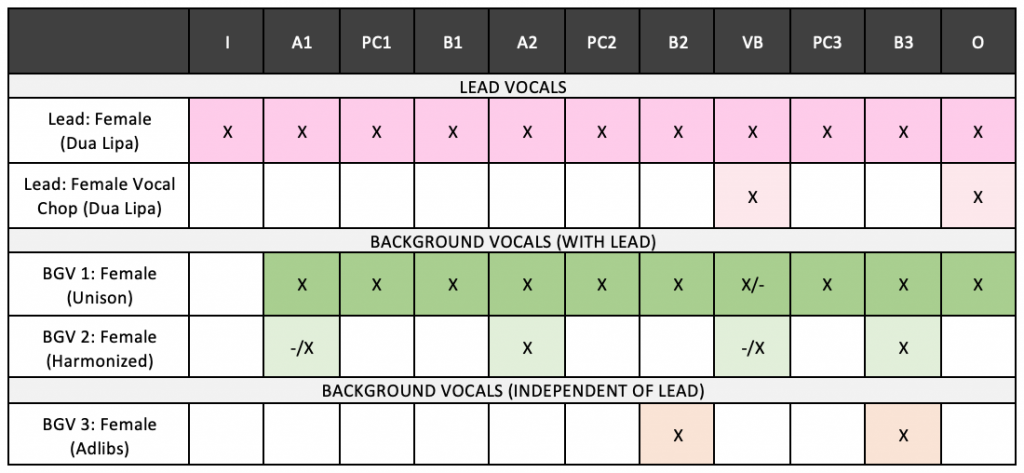 I A1 PC1 B1 A2 PC2 B2 VB PC3 B3 O
LEAD VOCALS
Lead: Female
(Dua Lipa)
X X X X X X X X X X X
Lead: Female Vocal
Chop (Dua Lipa)
X X
BACKGROUND VOCALS (WITH LEAD)
BGV 1: Female
(Unison)
X X X X X X X/- X X X
BGV 2: Female
(Harmonized)
-/X X -/X X
BACKGROUND VOCALS (INDEPENDENT OF LEAD)
BGV 3: Female
(Adlibs)
X X